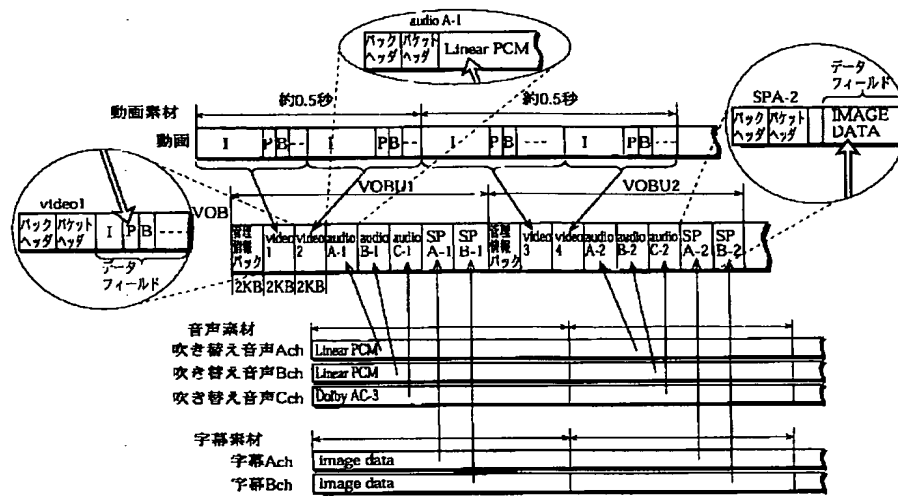 audio A-1
パック パケット
ヘッダ ヘッダ
Linear PCM
動画素材
約0.5秒 約0.5秒
動画 I P B --- I P B --- I P B --- I P B ---
データ
フィールド
SPA-2
パック パケット
ヘッダ ヘッダ
IMAGE
DATA
VOBU1 VOBU2
VOB
video1
パック パケット
ヘッダ ヘッダ
I P B ----
データ
フィールド
管理
情報
パック
video
1
video
2
audio
A-1
audio
B-1
audio
C-1
SP
A-1
SP
B-1
管理
情報
パック
video
3
video
4
audio
A-2
audio
B-2
audio
C-2
SP
A-2
SP
B-2
2KB 2KB 2KB
音声素材
吹き替え音声Ach Linear PCM
吹き替え音声Bch Linear PCM
吹き替え音声Cch Dolby AC-3
字幕素材
字幕Ach image data
字幕Bch image data